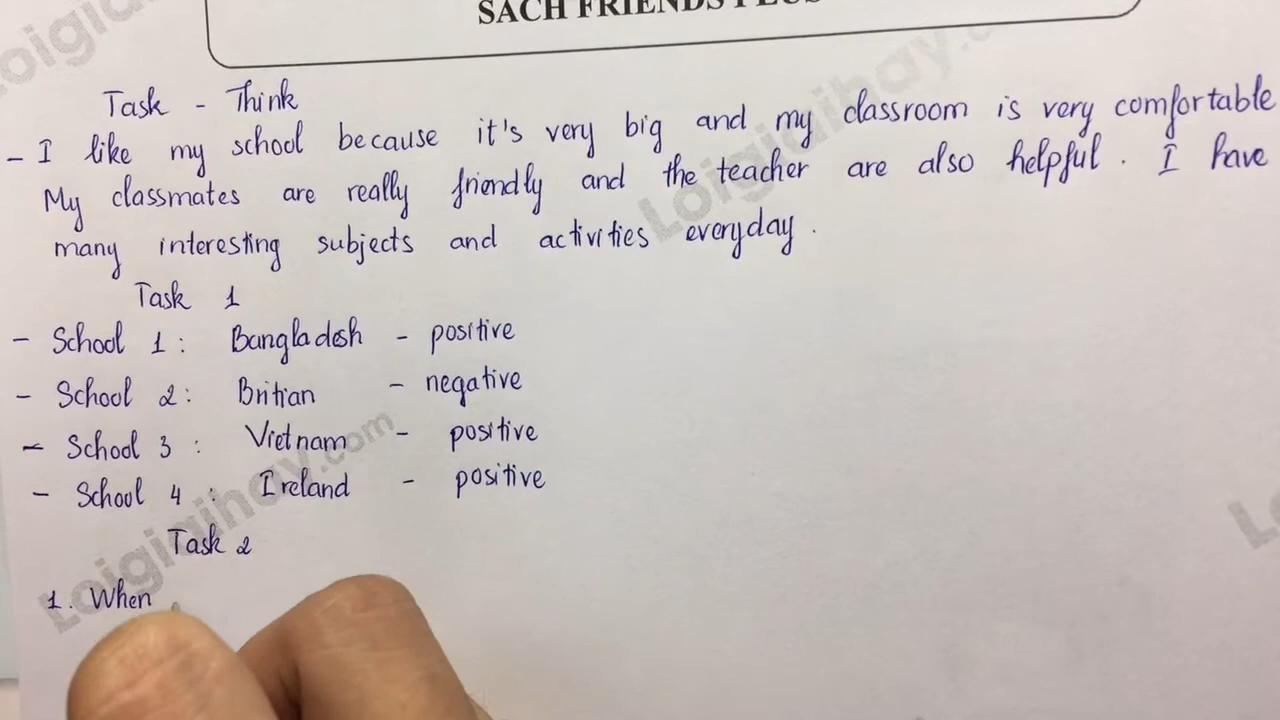 SACH FRIENDS PLUS
Task - Think
- I like my school because it's very big and my classroom is very comfortable
My classmates are really friendly and the teacher are also helpful. I have
many interesting subjects and activities everyday.
Task 1
- School 1: Bangladesh - positive
- School 2: Britian - negative
- School 3: Vietnam - positive
- School 4: Ireland - positive
Task 2
1. When
Loigiaihay.com